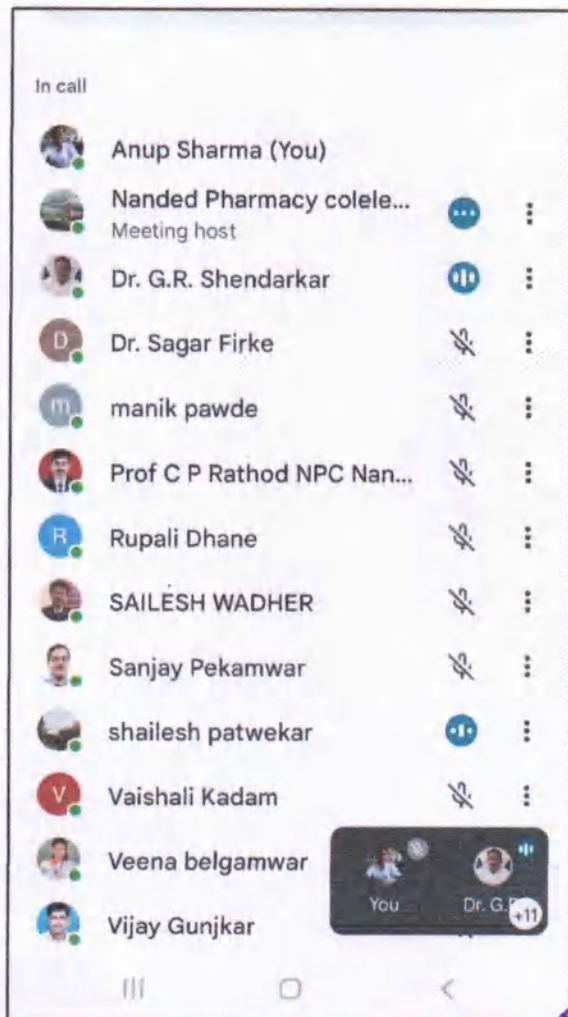 In call
Anup Sharma (You)
Nanded Pharmacy colele...
Meeting host
Dr. G.R. Shendarkar
D
Dr. Sagar Firke
m
manik pawde
Prof C P Rathod NPC Nan...
R
Rupali Dhane
SAILESH WADHER
Sanjay Pekamwar
shailesh patwekar
V
Vaishali Kadam
Veena belgamwar
You
Dr. G.
+11
Vijay Gunjkar